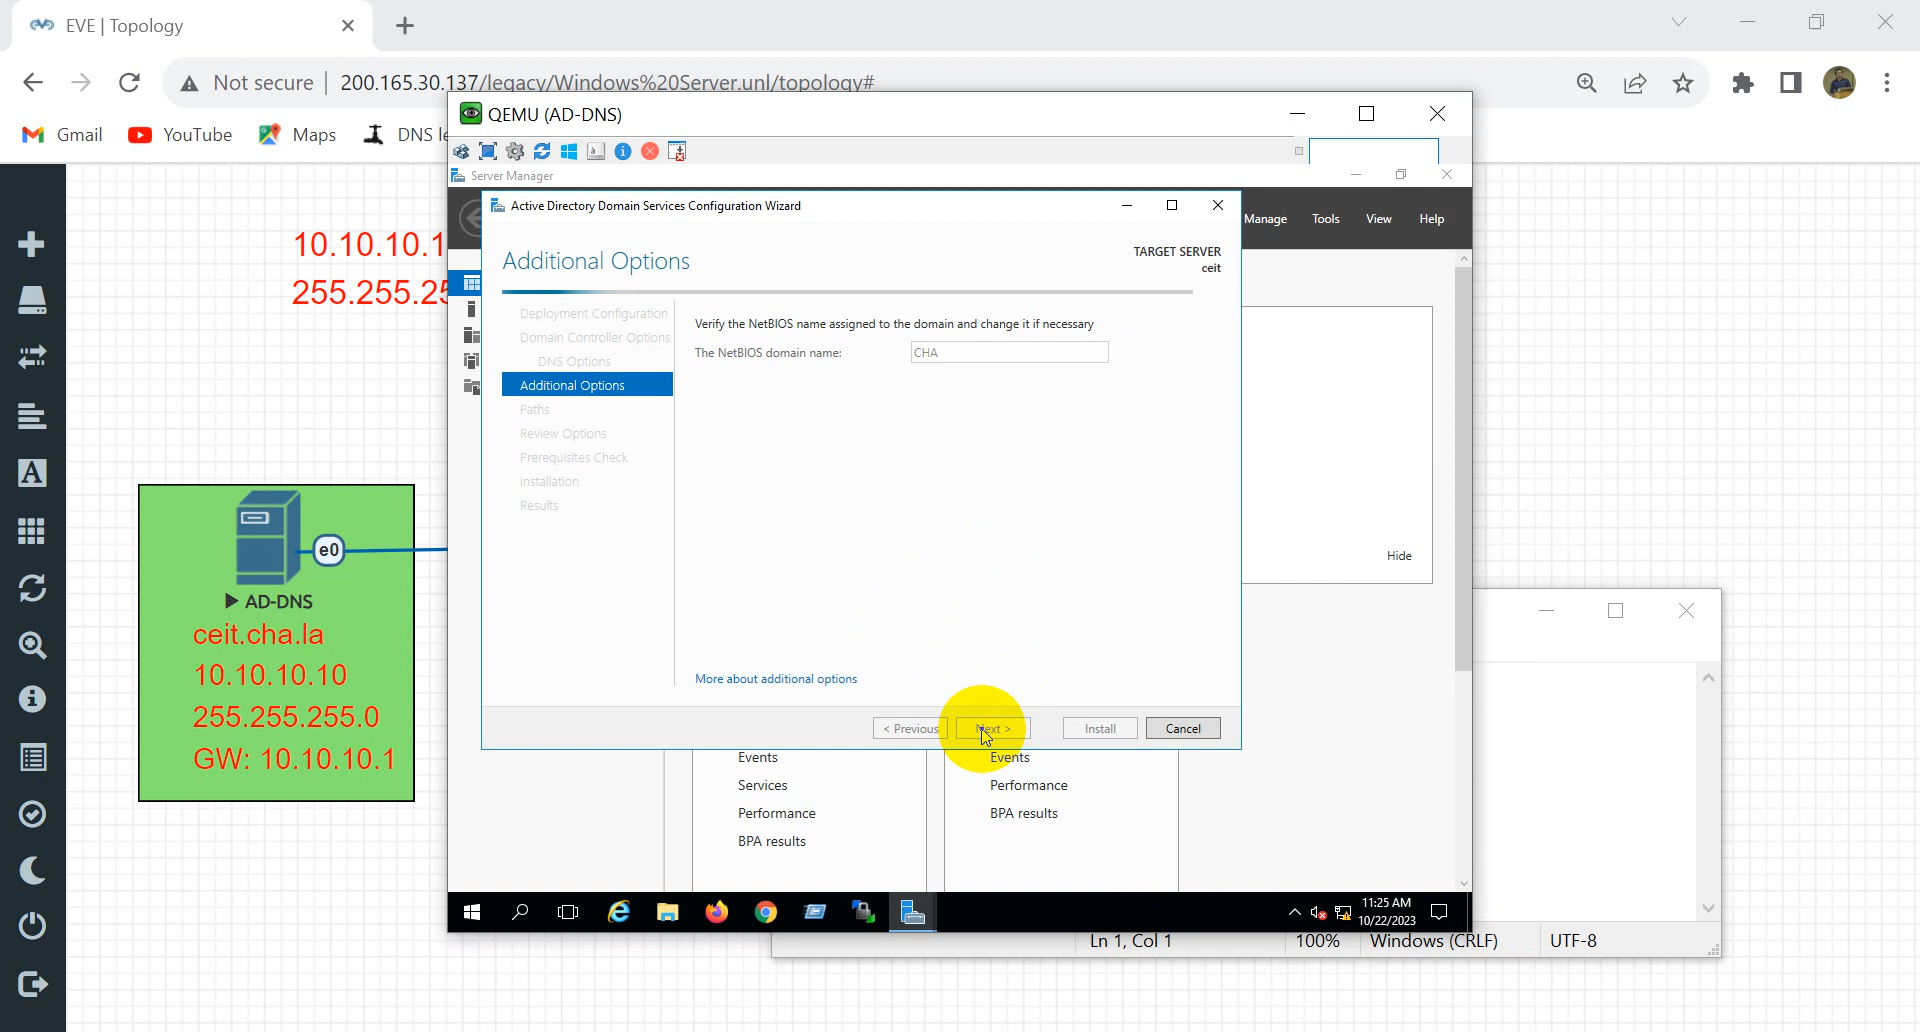 EVE | Topology
Not secure
200.165.30.137/legacy/Windows%20Server.unl/topology#
Gmail
YouTube
Maps
DNS
QEMU (AD-DNS)
Server Manager
Active Directory Domain Services Configuration Wizard
Manage
Tools
View
Help
Additional Options
TARGET SERVER
ceit
Deployment Configuration
Domain Controller Options
DNS Options
Additional Options
Paths
Review Options
Prerequisites Check
Installation
Results
Verify the NetBIOS name assigned to the domain and change it if necessary
The NetBIOS domain name:
CHA
More about additional options
< Previous
Next >
Install
Cancel
Hide
Events
Services
Performance
BPA results
Events
Performance
BPA results
11:25 AM
10/22/2023
10.10.10.1
255.255.25
e0
AD-DNS
ceit.cha.la
10.10.10.10
255.255.255.0
GW: 10.10.10.1
Ln 1, Col 1
100%
Windows (CRLF)
UTF-8